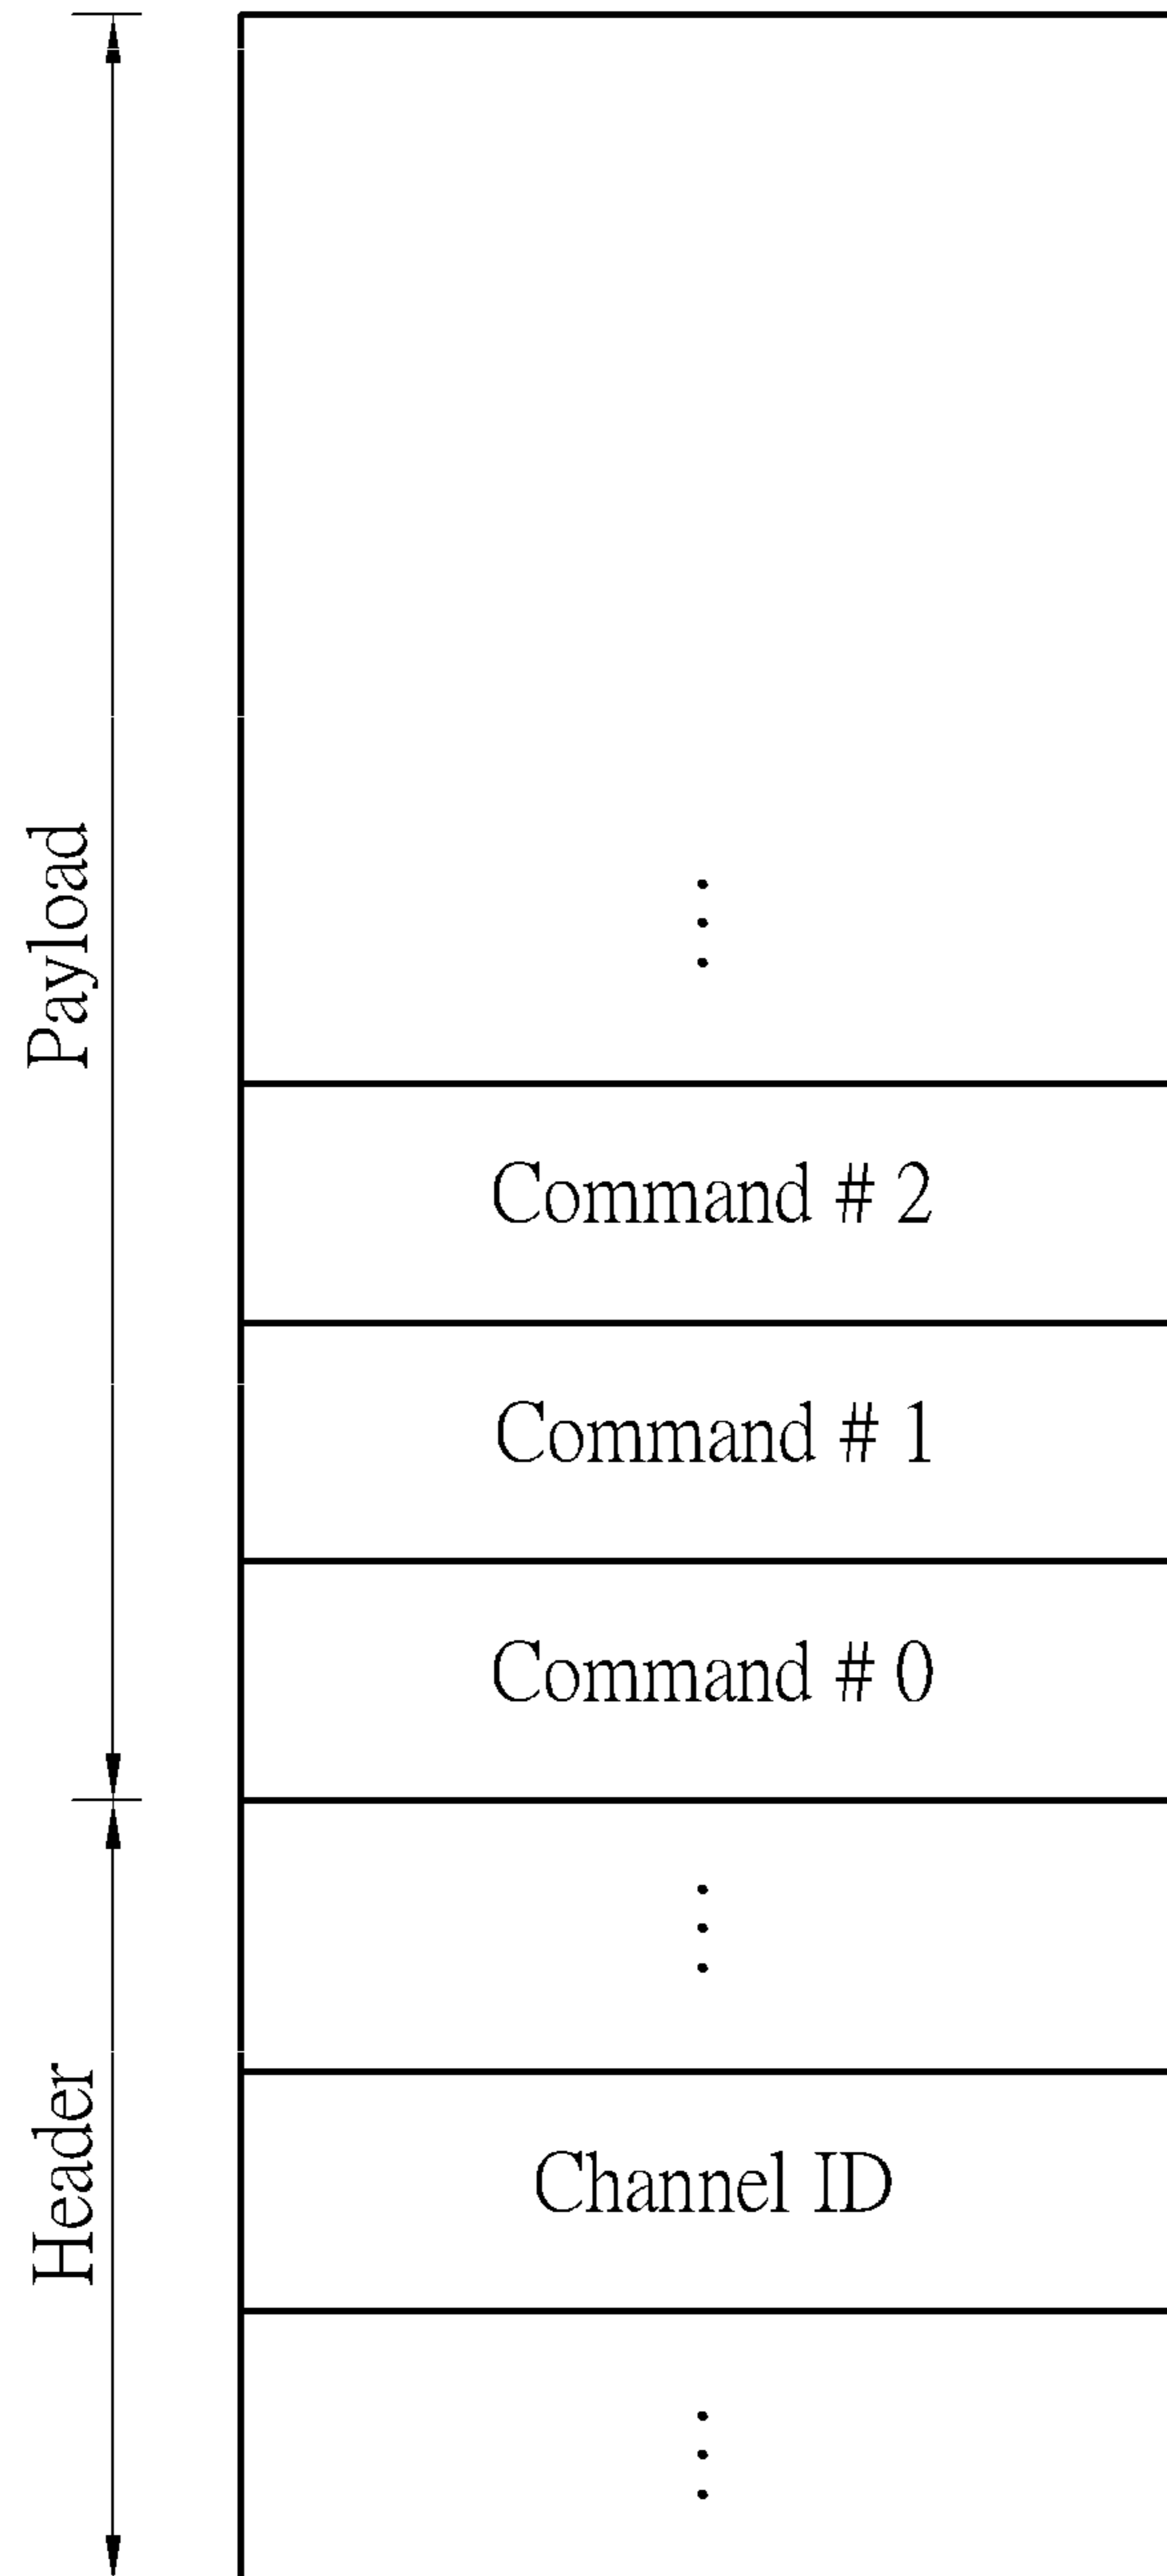 Payload
⋮
Command # 2
Command # 1
Command # 0
⋮
Header
Channel ID
⋮